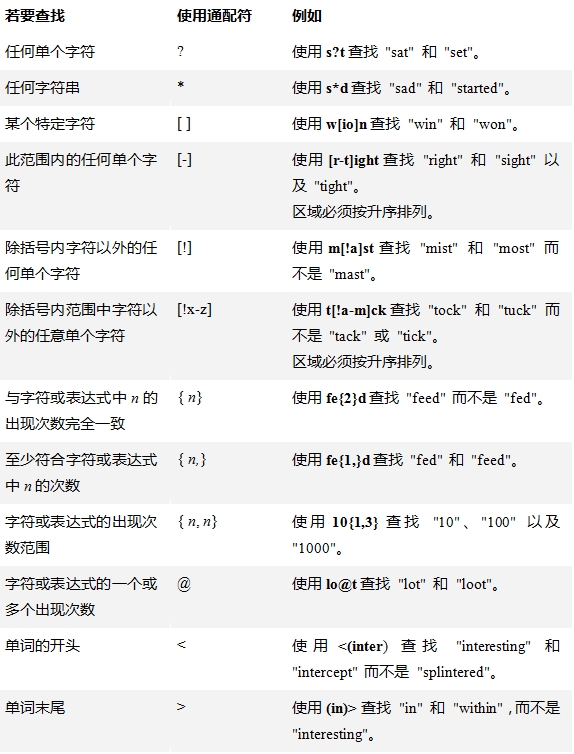 若要查找 使用通配符 例如
任何单个字符 ? 使用 s?t 查找 "sat" 和 "set"。
任何字符串 * 使用 s*d 查找 "sad" 和 "started"。
某个特定字符 [ ] 使用 w[io]n 查找 "win" 和 "won"。
此范围内的任何单个字 [-] 使用 [r-t]ight 查找 "right" 和 "sight" 以
符 及 "tight"。
区域必须按升序排列。
除括号内字符以外的任 [!] 使用 m[!a]st 查找 "mist" 和 "most" 而
何单个字符 不是 "mast"。
除括号内范围中字符以 [!x-z] 使用 t[!a-m]ck 查找 "tock" 和 "tuck" 而
外的任意单个字符 不是 "tack" 或 "tick"。
区域必须按升序排列。
与字符或表达式中 n 的 { n} 使用 fe{2}d 查找 "feed" 而不是 "fed"。
出现次数完全一致
至少符合字符或表达式 { n,} 使用 fe{1,}d 查找 "fed" 和 "feed"。
中 n 的次数
字符或表达式的出现次 { n, n} 使用 10{1,3} 查找 "10"、"100" 以及
数范围 "1000"。
字符或表达式的一个或 @ 使用 lo@t 查找 "lot" 和 "loot"。
多个出现次数
单词的开头 < 使用 <(inter) 查找 "interesting" 和
"intercept" 而不是 "splintered"。
单词末尾 > 使用 (in)> 查找 "in" 和 "within" ,而不是
"interesting"。